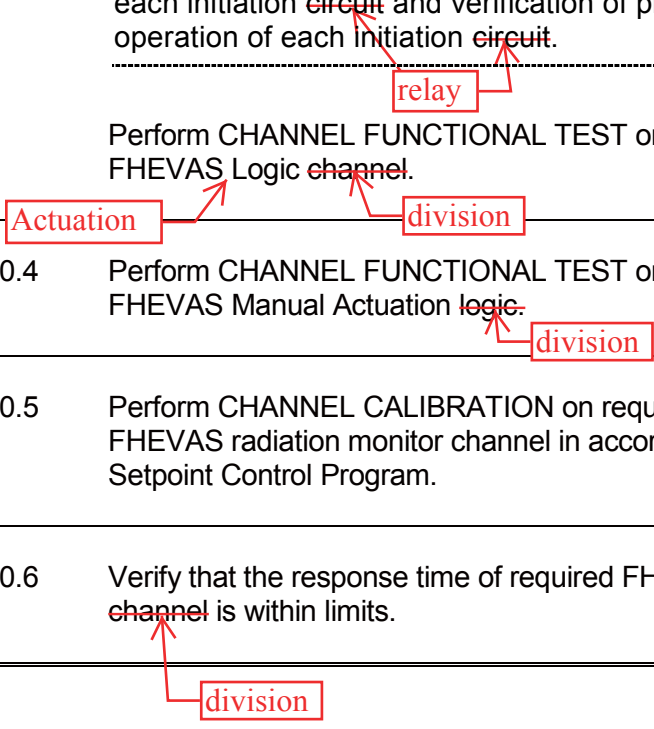 each initiation circuit and verification of p
operation of each initiation circuit.
relay
Perform CHANNEL FUNCTIONAL TEST on
FHEVAS Logic channel.
Actuation
division
0.4 Perform CHANNEL FUNCTIONAL TEST on
FHEVAS Manual Actuation logic.
division
0.5 Perform CHANNEL CALIBRATION on requ
FHEVAS radiation monitor channel in accor
Setpoint Control Program.
0.6 Verify that the response time of required FH
channel is within limits.
division